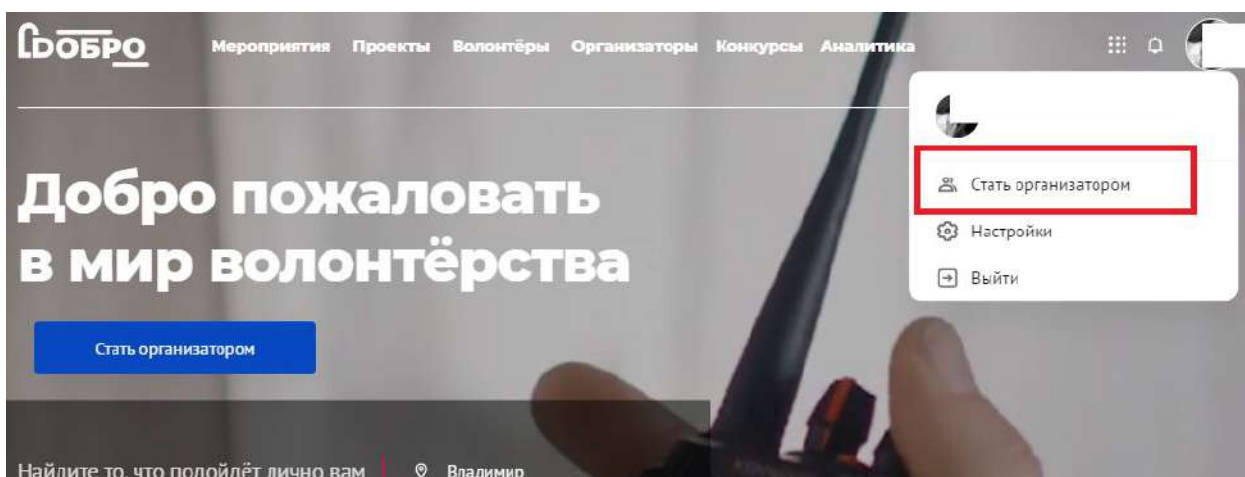 ДОБРО
Мероприятия Проекты Волонтёры Организаторы Конкурсы Аналитика
Стать организатором
Настройки
Выйти
Добро пожаловать
в мир волонтёрства
Стать организатором
Найдите то, что подойдёт лично вам
Владимир